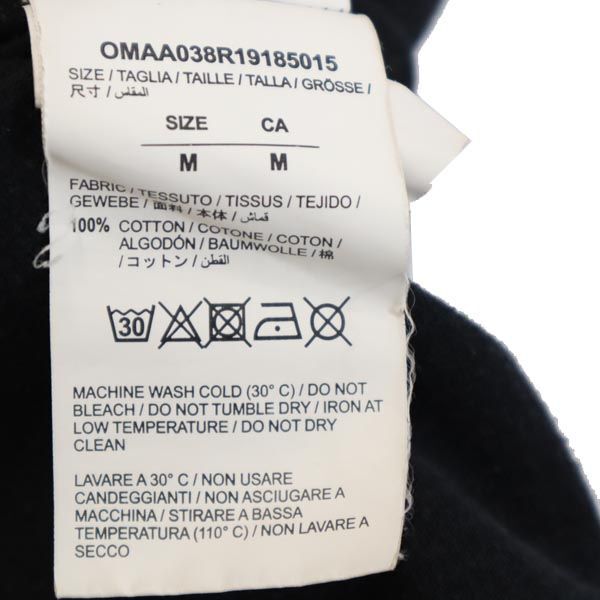 OMAA038R19185015
SIZE / TAGLIA / TAILLE / TALLA / GRÖSSE /
尺寸 / المقاس /
SIZE CA
M M
FABRIC / TESSUTO / TISSUS / TEJIDO /
GEWEBE / 面料 / 本体 / قماش /
100% COTTON / COTONE / COTON /
ALGODÓN / BAUMWOLLE / 棉
/ コットン / القطن /
30
MACHINE WASH COLD (30° C) / DO NOT
BLEACH / DO NOT TUMBLE DRY / IRON AT
LOW TEMPERATURE / DO NOT DRY
CLEAN
LAVARE A 30° C / NON USARE
CANDEGGIANTI / NON ASCIUGARE A
MACCHINA / STIRARE A BASSA
TEMPERATURA (110° C) / NON LAVARE A
SECCO